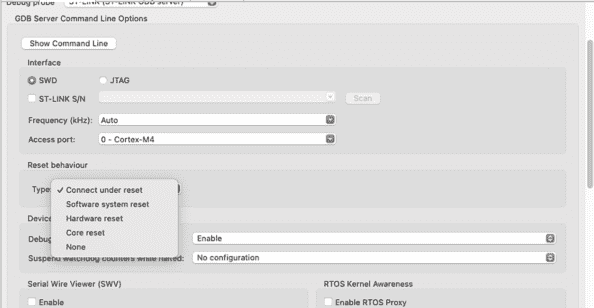 Debug probe ST-LINK (ST-LINK GDB server)
GDB Server Command Line Options
Show Command Line
Interface
SWD JTAG
ST-LINK S/N Scan
Frequency (kHz): Auto
Access port: 0 - Cortex-M4
Reset behaviour
Type: Connect under reset
Software system reset
Hardware reset
Core reset
None
Device
Debug Enable
Suspend watchdog counters while halted: No configuration
Serial Wire Viewer (SWV) RTOS Kernel Awareness
Enable Enable RTOS Proxy